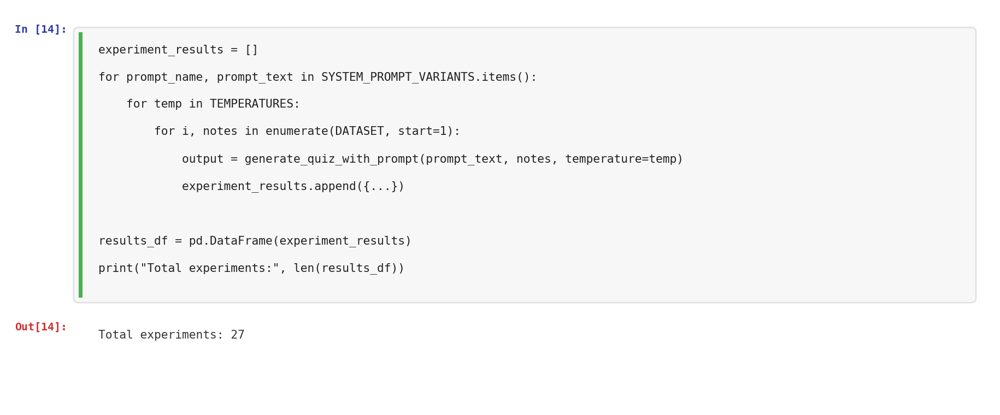 In [14]:
experiment_results = []
for prompt_name, prompt_text in SYSTEM_PROMPT_VARIANTS.items():
    for temp in TEMPERATURES:
        for i, notes in enumerate(DATASET, start=1):
            output = generate_quiz_with_prompt(prompt_text, notes, temperature=temp)
            experiment_results.append({...})

results_df = pd.DataFrame(experiment_results)
print("Total experiments:", len(results_df))
Out[14]:
Total experiments: 27